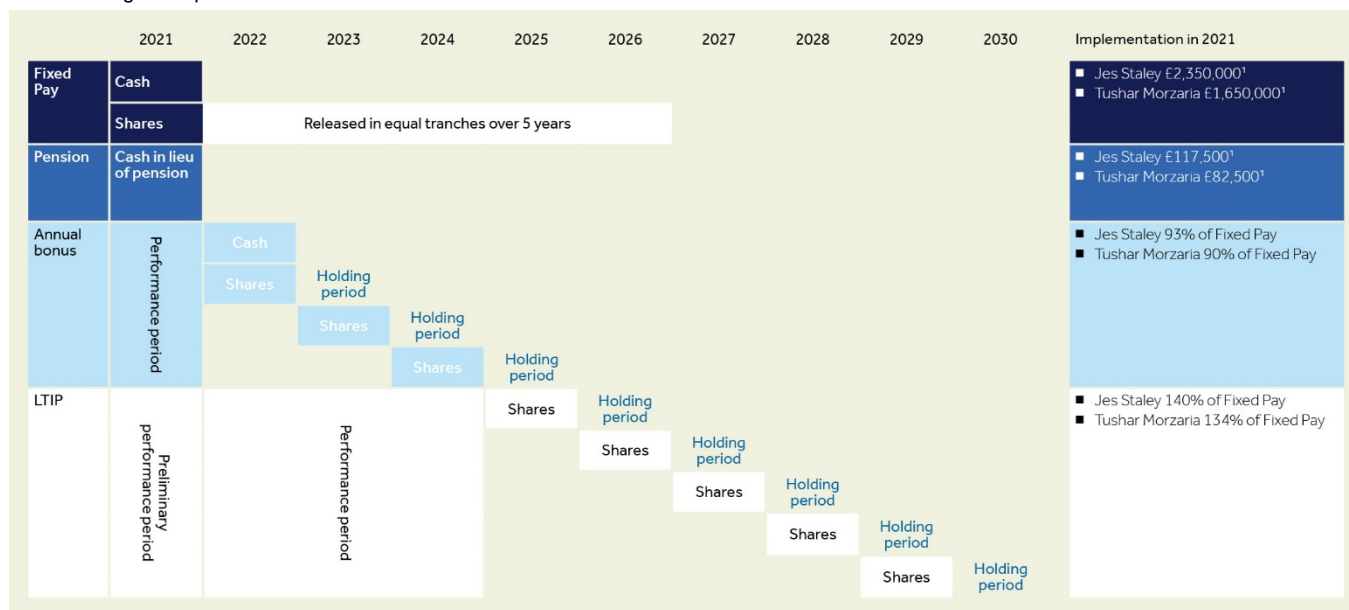 2021 2022 2023 2024 2025 2026 2027 2028 2029 2030 Implementation in 2021
Fixed
Pay
Cash
Shares
Released in equal tranches over 5 years
■ Jes Staley £2,350,000¹
■ Tushar Morzaria £1,650,000¹
Pension
Cash in lieu
of pension
■ Jes Staley £117,500¹
■ Tushar Morzaria £82,500¹
Annual
bonus
Performance period
Cash
Shares
Holding
period
Shares
Holding
period
Shares
Holding
period
■ Jes Staley 93% of Fixed Pay
■ Tushar Morzaria 90% of Fixed Pay
LTIP
Preliminary
performance period
Performance period
Shares
Holding
period
Shares
Holding
period
Shares
Holding
period
Shares
Holding
period
Shares
Holding
period
■ Jes Staley 140% of Fixed Pay
■ Tushar Morzaria 134% of Fixed Pay